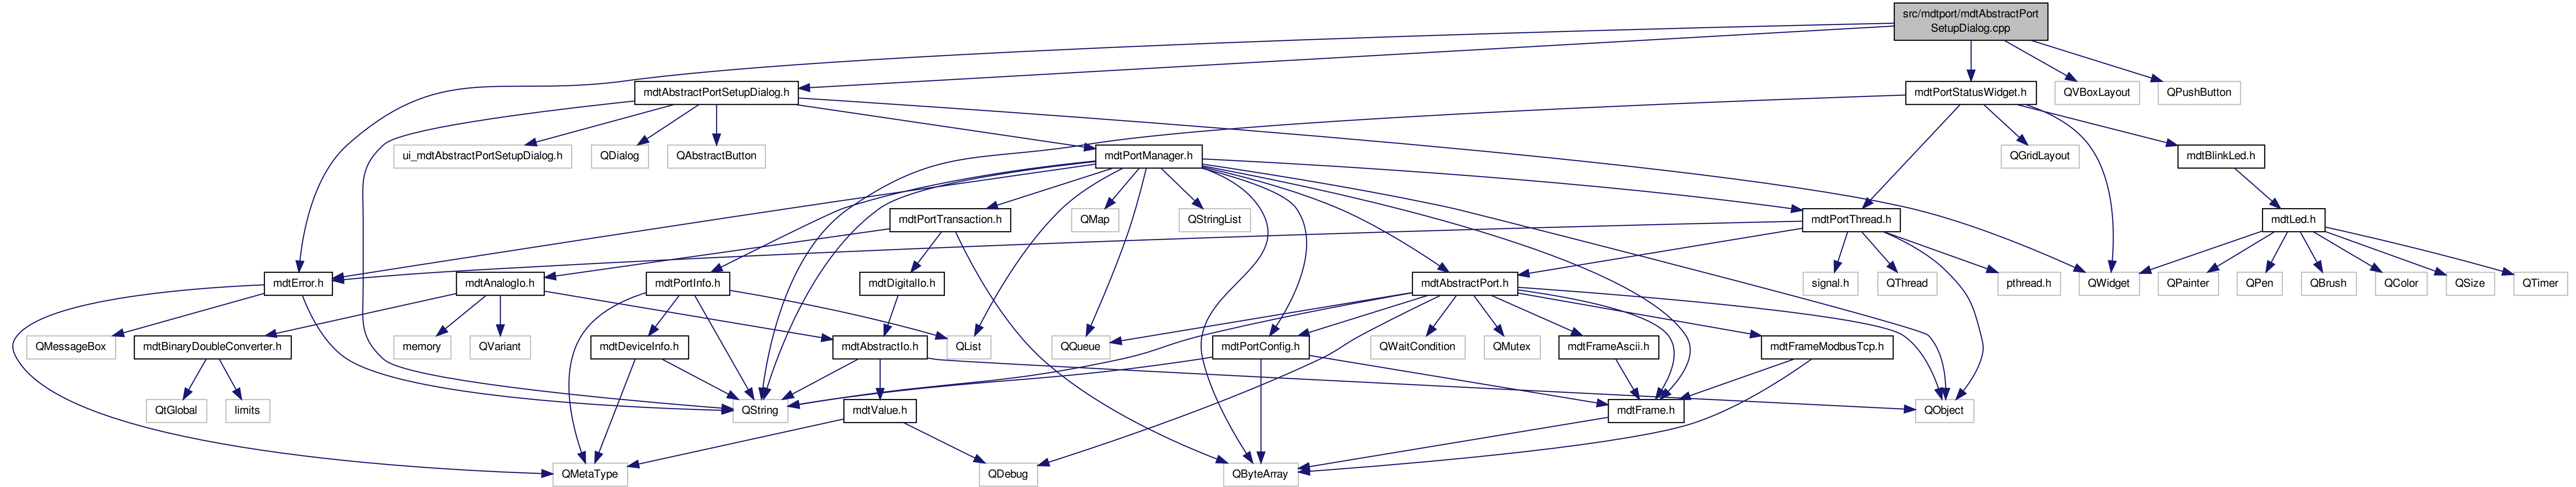 src/mdtport/mdtAbstractPort
SetupDialog.cpp
mdtAbstractPortSetupDialog.h
mdtPortStatusWidget.h
QVBoxLayout
QPushButton
ui_mdtAbstractPortSetupDialog.h
QDialog
QAbstractButton
mdtPortManager.h
QGridLayout
mdtBlinkLed.h
mdtPortTransaction.h
QMap
QStringList
mdtPortThread.h
mdtLed.h
mdtError.h
mdtAnalogIo.h
mdtPortInfo.h
mdtDigitalIo.h
mdtAbstractPort.h
signal.h
QThread
pthread.h
QWidget
QPainter
QPen
QBrush
QColor
QSize
QTimer
QMessageBox
mdtBinaryDoubleConverter.h
memory
QVariant
mdtDeviceInfo.h
mdtAbstractIo.h
QList
QQueue
mdtPortConfig.h
QWaitCondition
QMutex
mdtFrameAscii.h
mdtFrameModbusTcp.h
QtGlobal
limits
QString
mdtValue.h
mdtFrame.h
QObject
QMetaType
QDebug
QByteArray